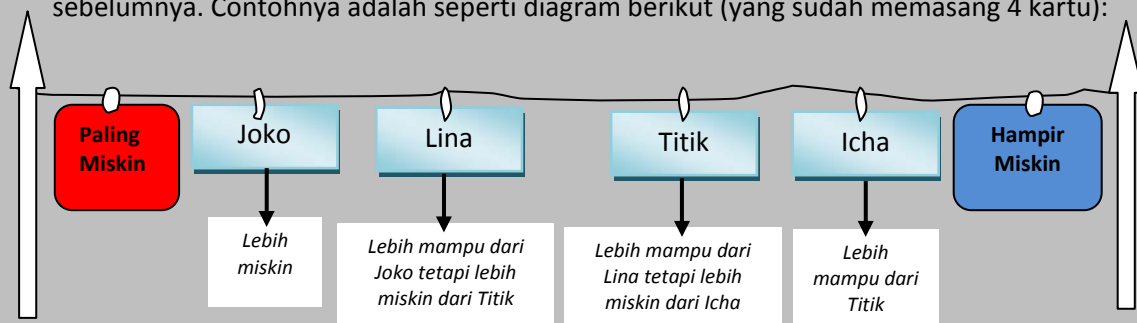 sebelumnya. Contohnya adalah seperti diagram berikut (yang sudah memasang 4 kartu):
Paling
Miskin
Joko
Lina
Titik
Icha
Hampir
Miskin
Lebih
miskin
Lebih mampu dari
Joko tetapi lebih
miskin dari Titik
Lebih mampu dari
Lina tetapi lebih
miskin dari Icha
Lebih
mampu dari
Titik